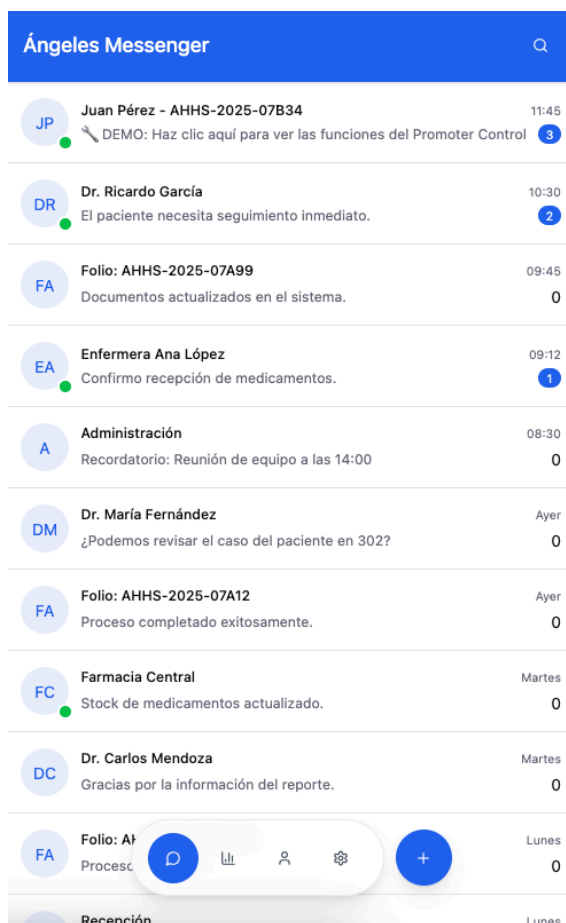 Ángeles Messenger
JP
Juan Pérez - AHHS-2025-07B34
11:45
🔧 DEMO: Haz clic aquí para ver las funciones del Promoter Control
3
DR
Dr. Ricardo García
10:30
El paciente necesita seguimiento inmediato.
2
FA
Folio: AHHS-2025-07A99
09:45
Documentos actualizados en el sistema.
0
EA
Enfermera Ana López
09:12
Confirmo recepción de medicamentos.
1
A
Administración
08:30
Recordatorio: Reunión de equipo a las 14:00
0
DM
Dr. María Fernández
Ayer
¿Podemos revisar el caso del paciente en 302?
0
FA
Folio: AHHS-2025-07A12
Ayer
Proceso completado exitosamente.
0
FC
Farmacia Central
Martes
Stock de medicamentos actualizado.
0
DC
Dr. Carlos Mendoza
Martes
Gracias por la información del reporte.
0
FA
Folio:
Lunes
0
Recepción
Lunes